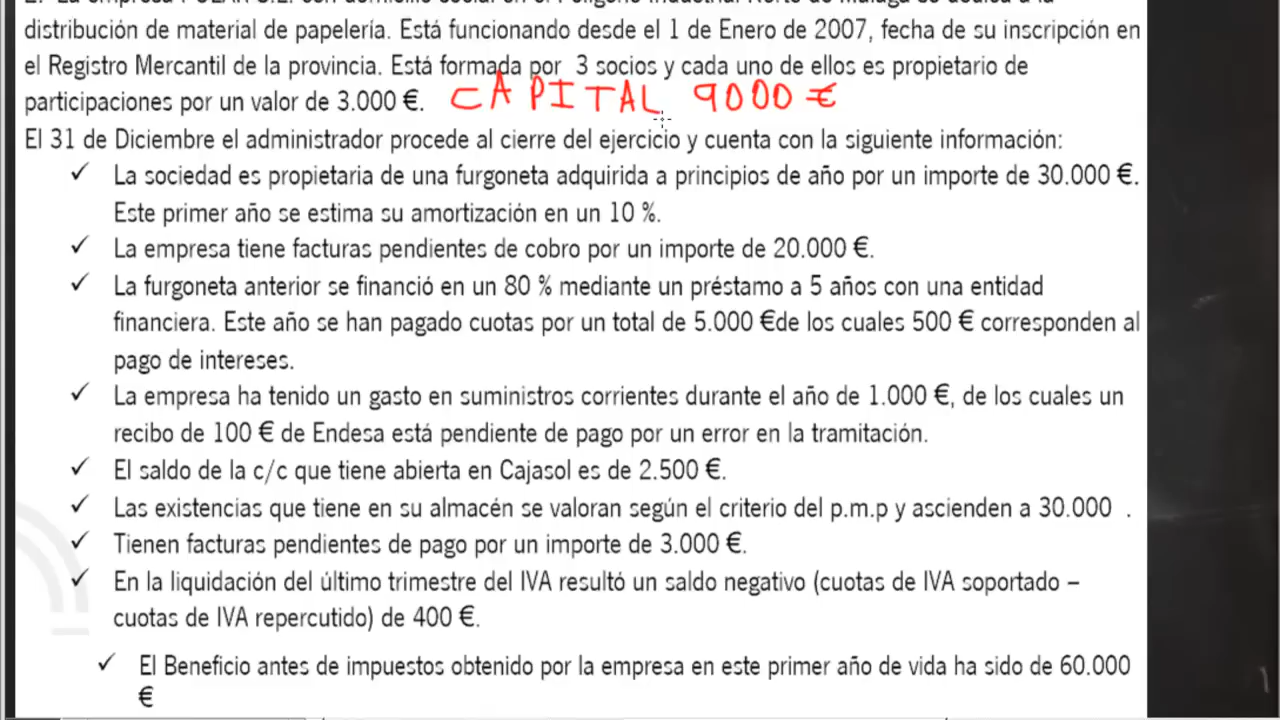 distribución de material de papelería. Está funcionando desde el 1 de Enero de 2007, fecha de su inscripción en
el Registro Mercantil de la provincia. Está formada por 3 socios y cada uno de ellos es propietario de
participaciones por un valor de 3.000 €. CAPITAL 9000 €
El 31 de Diciembre el administrador procede al cierre del ejercicio y cuenta con la siguiente información:
✓ La sociedad es propietaria de una furgoneta adquirida a principios de año por un importe de 30.000 €.
Este primer año se estima su amortización en un 10 %.
✓ La empresa tiene facturas pendientes de cobro por un importe de 20.000 €.
✓ La furgoneta anterior se financió en un 80 % mediante un préstamo a 5 años con una entidad
financiera. Este año se han pagado cuotas por un total de 5.000 €de los cuales 500 € corresponden al
pago de intereses.
✓ La empresa ha tenido un gasto en suministros corrientes durante el año de 1.000 €, de los cuales un
recibo de 100 € de Endesa está pendiente de pago por un error en la tramitación.
✓ El saldo de la c/c que tiene abierta en Cajasol es de 2.500 €.
✓ Las existencias que tiene en su almacén se valoran según el criterio del p.m.p y ascienden a 30.000 .
✓ Tienen facturas pendientes de pago por un importe de 3.000 €.
✓ En la liquidación del último trimestre del IVA resultó un saldo negativo (cuotas de IVA soportado –
cuotas de IVA repercutido) de 400 €.
✓ El Beneficio antes de impuestos obtenido por la empresa en este primer año de vida ha sido de 60.000
€